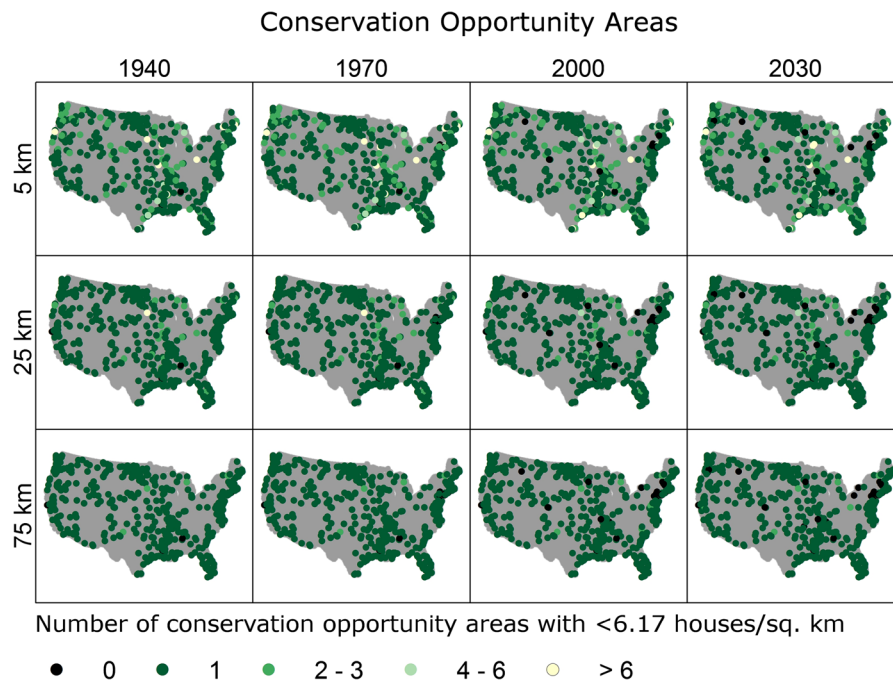 Conservation Opportunity Areas
1940 1970 2000 2030
5 km
25 km
75 km
Number of conservation opportunity areas with <6.17 houses/sq. km
0 1 2 - 3 4 - 6 > 6